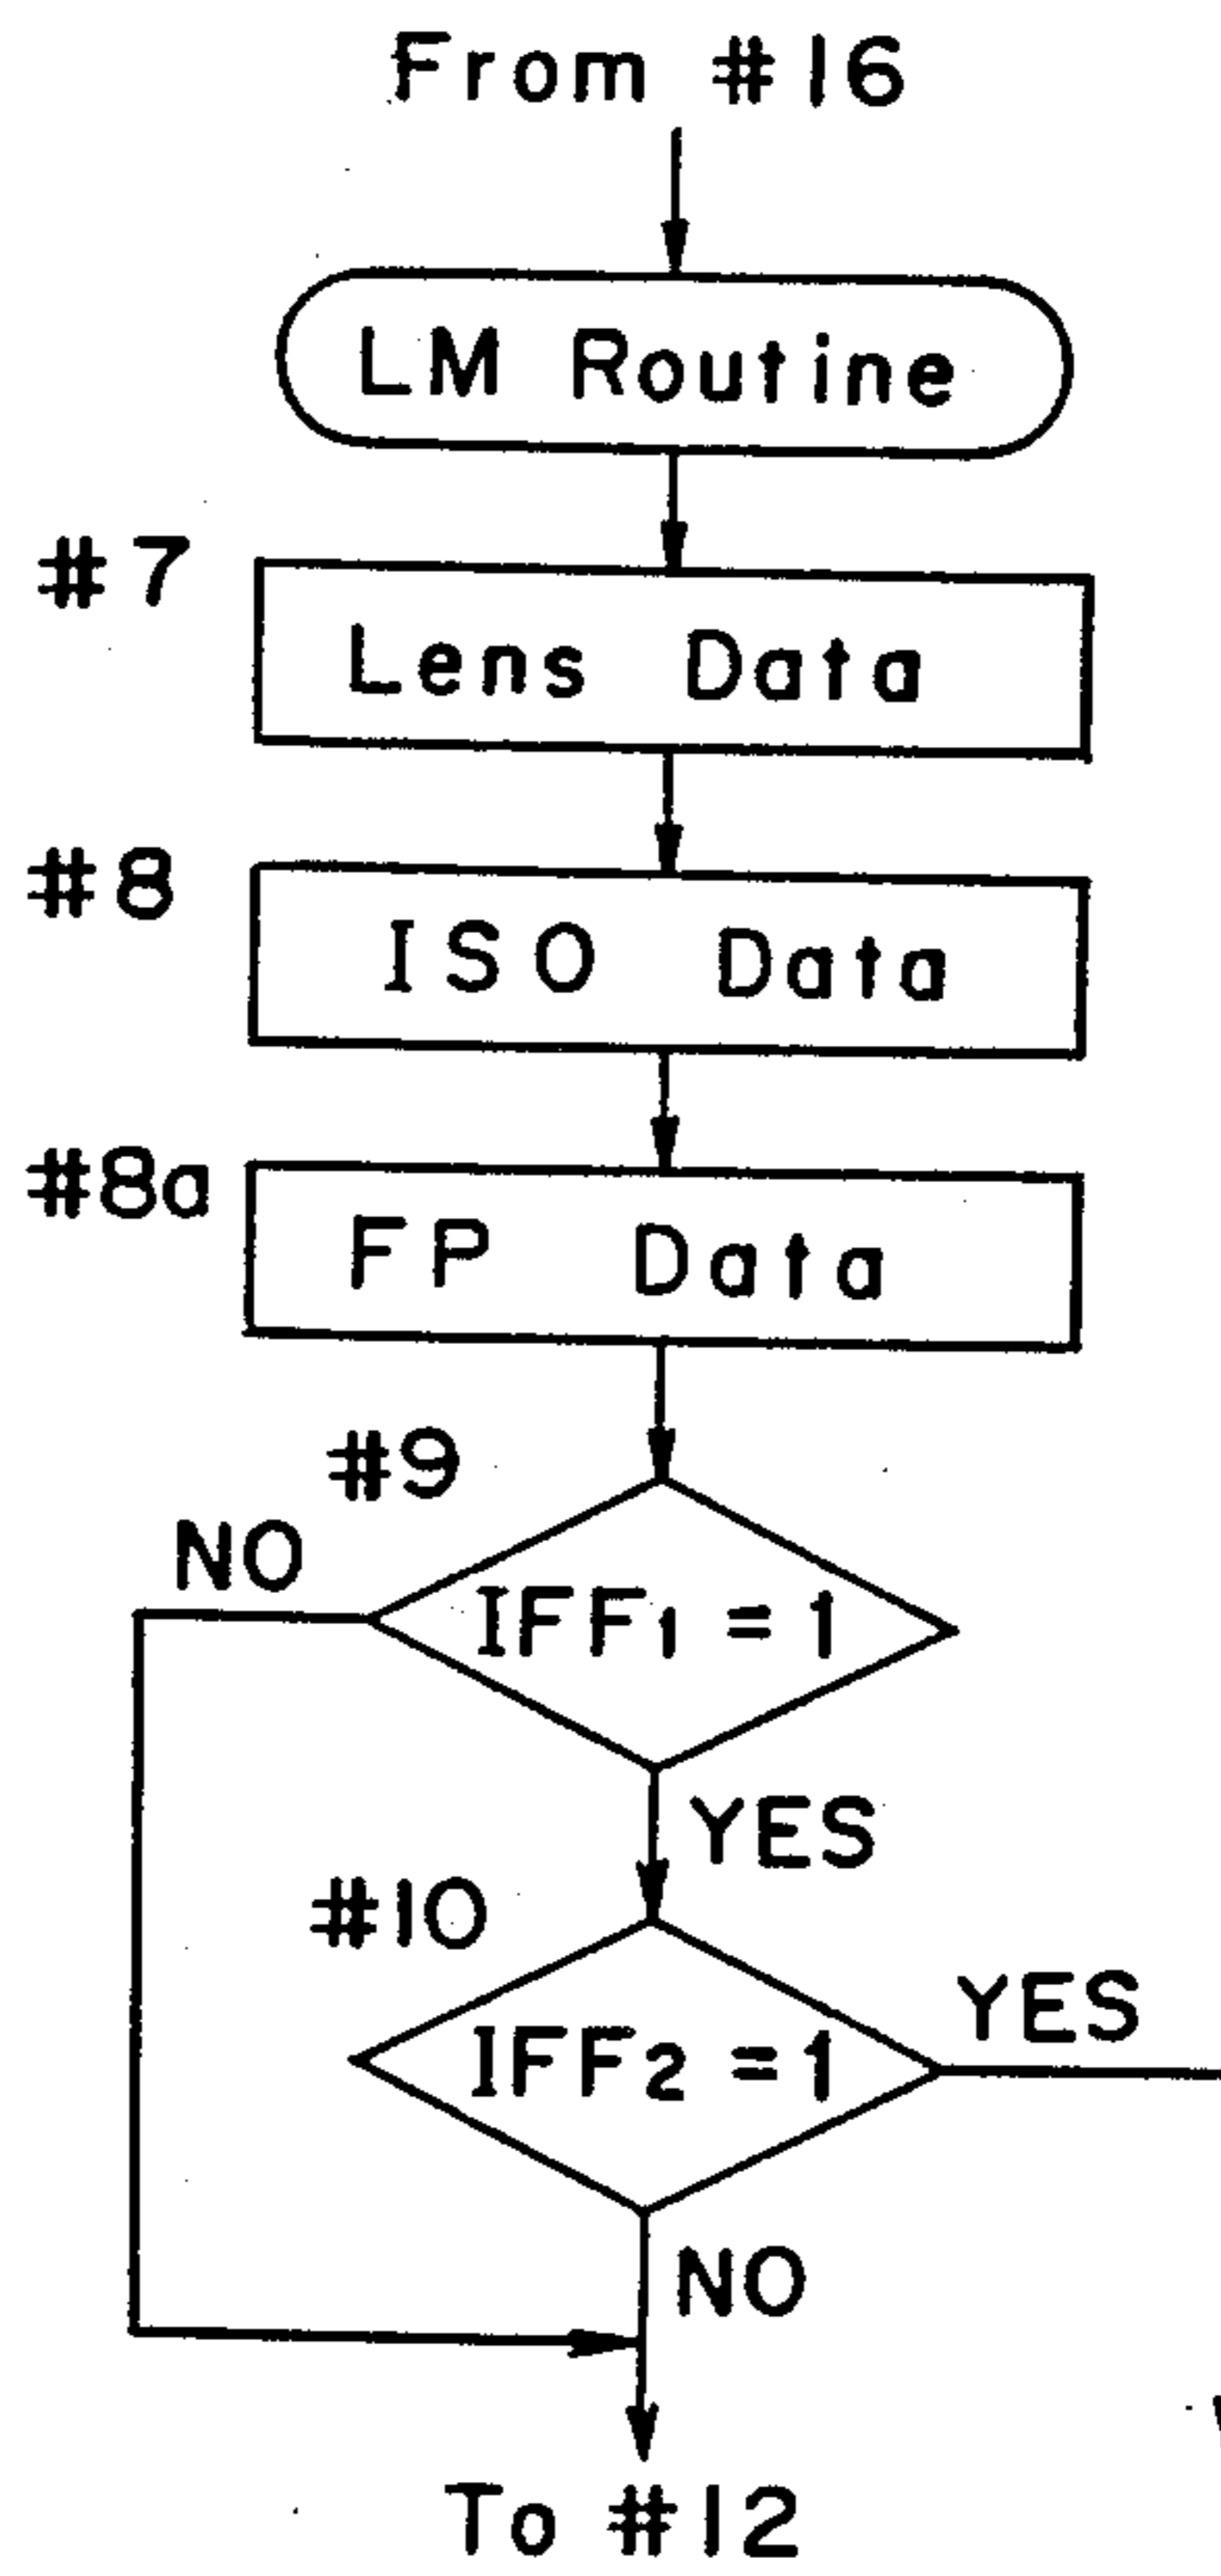 From #16
LM Routine
#7
Lens Data
#8
ISO Data
#8a
FP Data
#9
NO
IFF1 = 1
YES
#10
YES
IFF2 = 1
NO
To #12